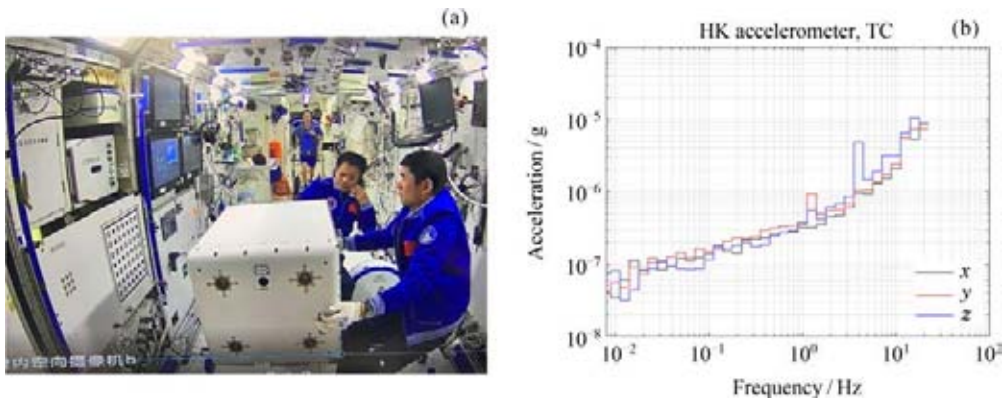 (a)
内空向摄像机b
(b)
HK accelerometer, TC
Acceleration / g
10⁻⁴
10⁻⁵
10⁻⁶
10⁻⁷
10⁻⁸
x
y
z
10⁻² 10⁻¹ 10⁰ 10¹ 10²
Frequency / Hz